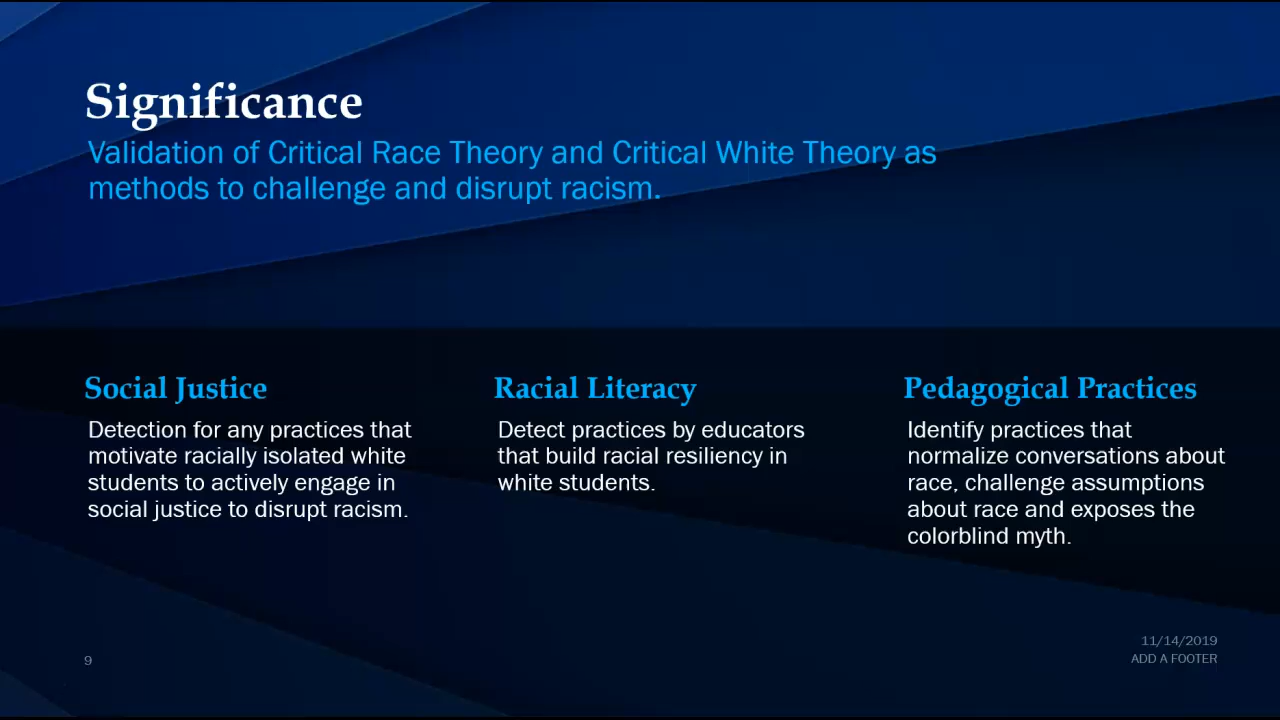 Significance
Validation of Critical Race Theory and Critical White Theory as
methods to challenge and disrupt racism.
Social Justice
Detection for any practices that
motivate racially isolated white
students to actively engage in
social justice to disrupt racism.
Racial Literacy
Detect practices by educators
that build racial resiliency in
white students.
Pedagogical Practices
Identify practices that
normalize conversations about
race, challenge assumptions
about race and exposes the
colorblind myth.
9
11/14/2019
ADD A FOOTER